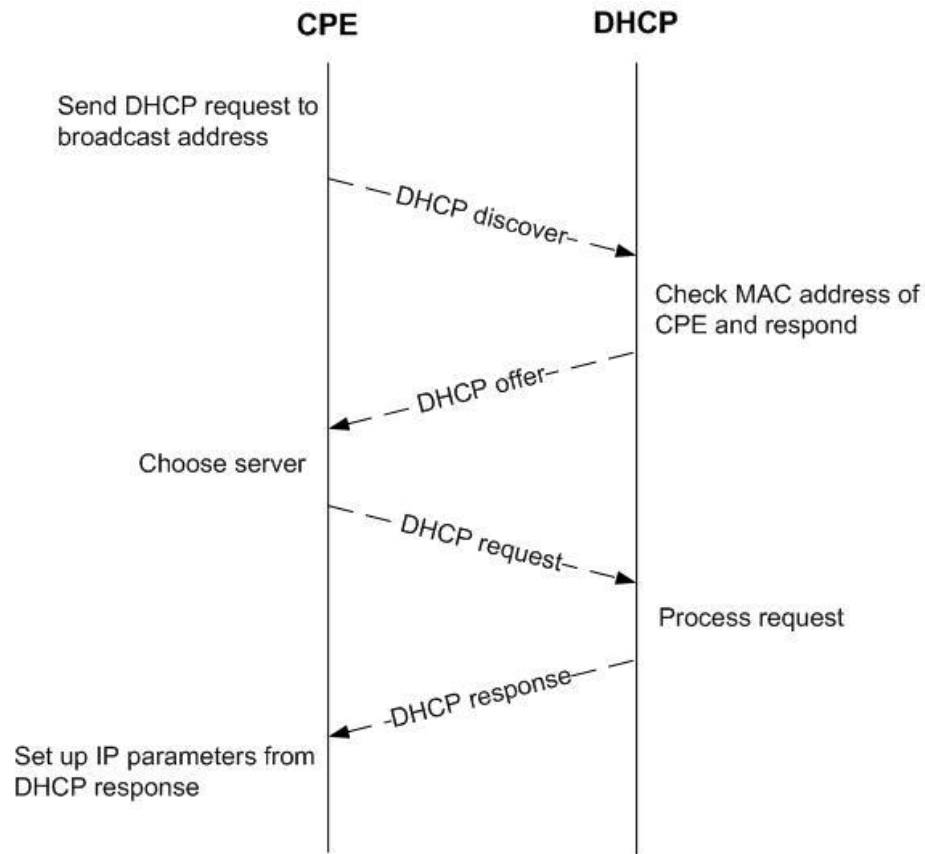 CPE
DHCP
Send DHCP request to
broadcast address
DHCP discover
Check MAC address of
CPE and respond
DHCP offer
Choose server
DHCP request
Process request
DHCP response
Set up IP parameters from
DHCP response